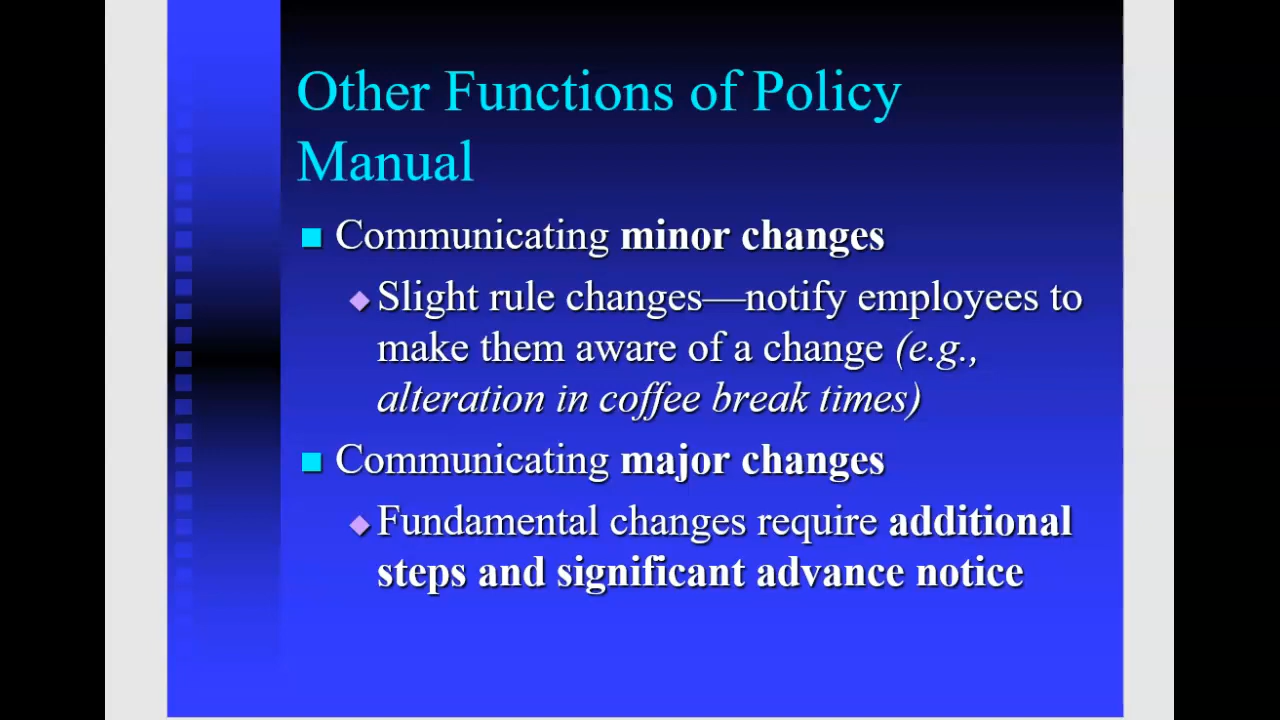 Other Functions of Policy
Manual
Communicating minor changes
Slight rule changes—notify employees to
make them aware of a change (e.g.,
alteration in coffee break times)
Communicating major changes
Fundamental changes require additional
steps and significant advance notice